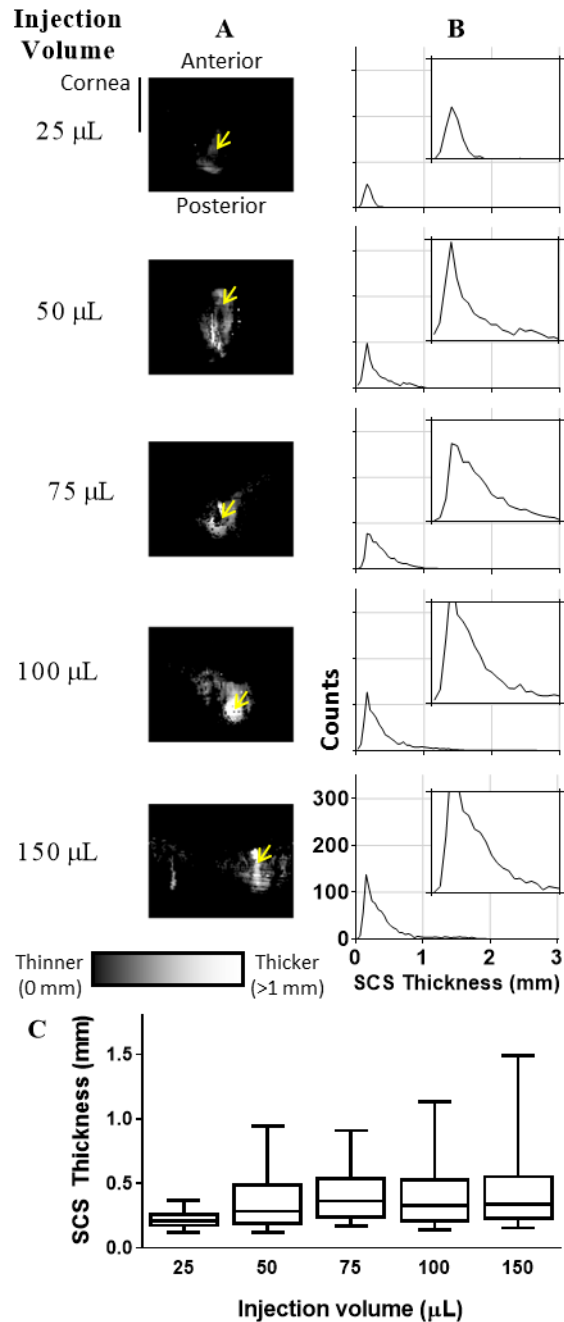 Injection
Volume
A
B
Anterior
Cornea
25 µL
Posterior
50 µL
75 µL
100 µL
Counts
150 µL
300
200
100
0
0
1
2
3
SCS Thickness (mm)
Thinner
(0 mm)
Thicker
(>1 mm)
C
SCS Thickness (mm)
1.5
1.0
0.5
0.0
25
50
75
100
150
Injection volume (µL)